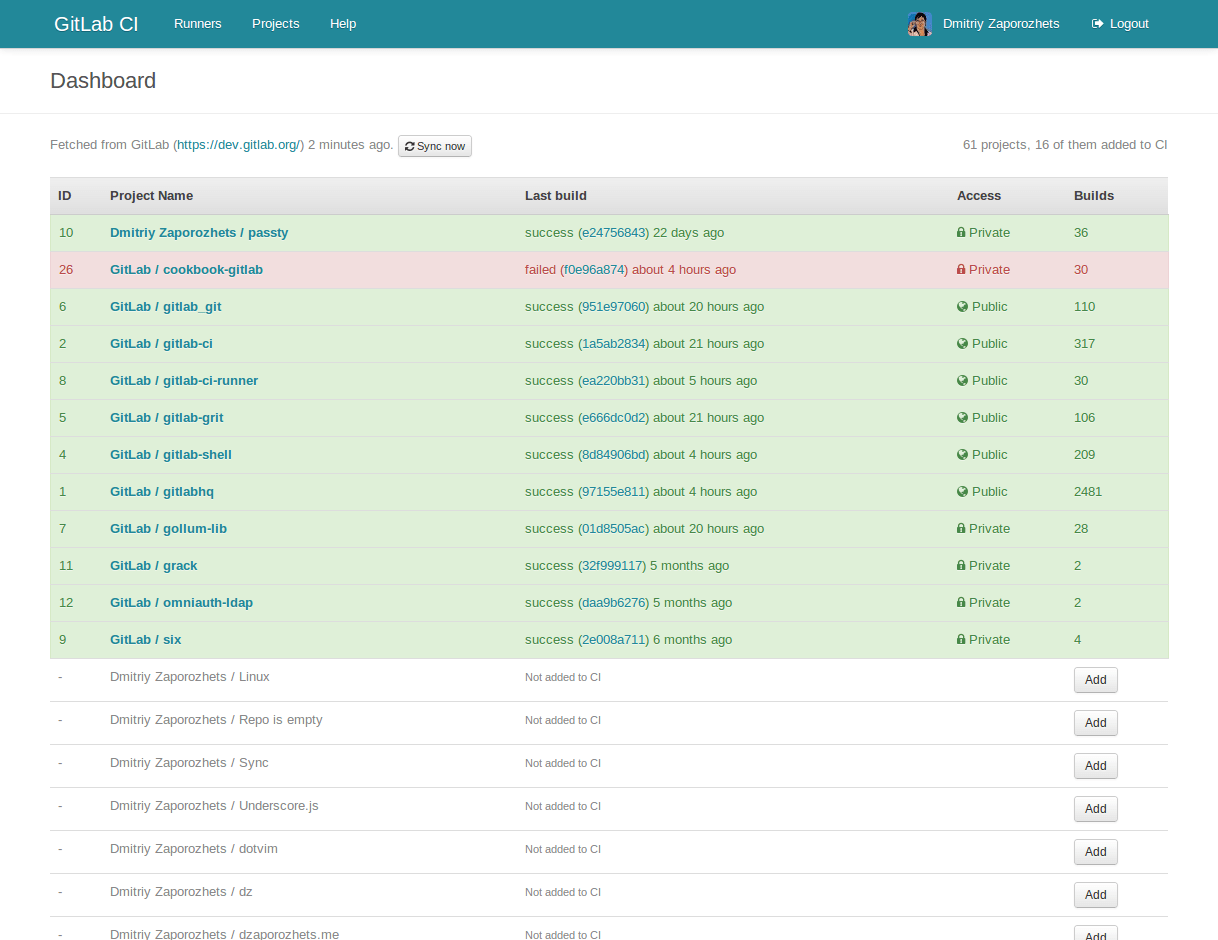 GitLab CI Runners Projects Help Dmitriy Zaporozhets Logout
Dashboard
Fetched from GitLab (https://dev.gitlab.org/) 2 minutes ago. Sync now 61 projects, 16 of them added to CI
ID Project Name Last build Access Builds
10 Dmitriy Zaporozhets / passty success (e24756843) 22 days ago Private 36
26 GitLab / cookbook-gitlab failed (f0e96a874) about 4 hours ago Private 30
6 GitLab / gitlab_git success (951e97060) about 20 hours ago Public 110
2 GitLab / gitlab-ci success (1a5ab2834) about 21 hours ago Public 317
8 GitLab / gitlab-ci-runner success (ea220bb31) about 5 hours ago Public 30
5 GitLab / gitlab-grit success (e666dc0d2) about 21 hours ago Public 106
4 GitLab / gitlab-shell success (8d84906bd) about 4 hours ago Public 209
1 GitLab / gitlabhq success (97155e811) about 4 hours ago Public 2481
7 GitLab / gollum-lib success (01d8505ac) about 20 hours ago Private 28
11 GitLab / grack success (32f999117) 5 months ago Private 2
12 GitLab / omniauth-ldap success (daa9b6276) 5 months ago Private 2
9 GitLab / six success (2e008a711) 6 months ago Private 4
- Dmitriy Zaporozhets / Linux Not added to CI Add
- Dmitriy Zaporozhets / Repo is empty Not added to CI Add
- Dmitriy Zaporozhets / Sync Not added to CI Add
- Dmitriy Zaporozhets / Underscore.js Not added to CI Add
- Dmitriy Zaporozhets / dotvim Not added to CI Add
- Dmitriy Zaporozhets / dz Not added to CI Add
- Dmitriy Zaporozhets / dzaporozhets.me Not added to CI Add